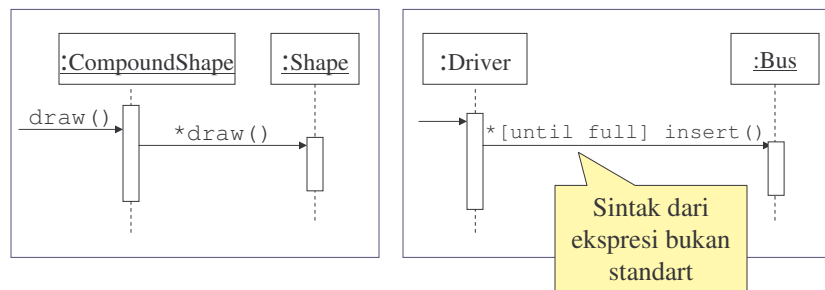 :CompoundShape
:Shape
draw()
*draw()
:Driver
:Bus
*[until full] insert()
Sintak dari
ekspresi bukan
standart